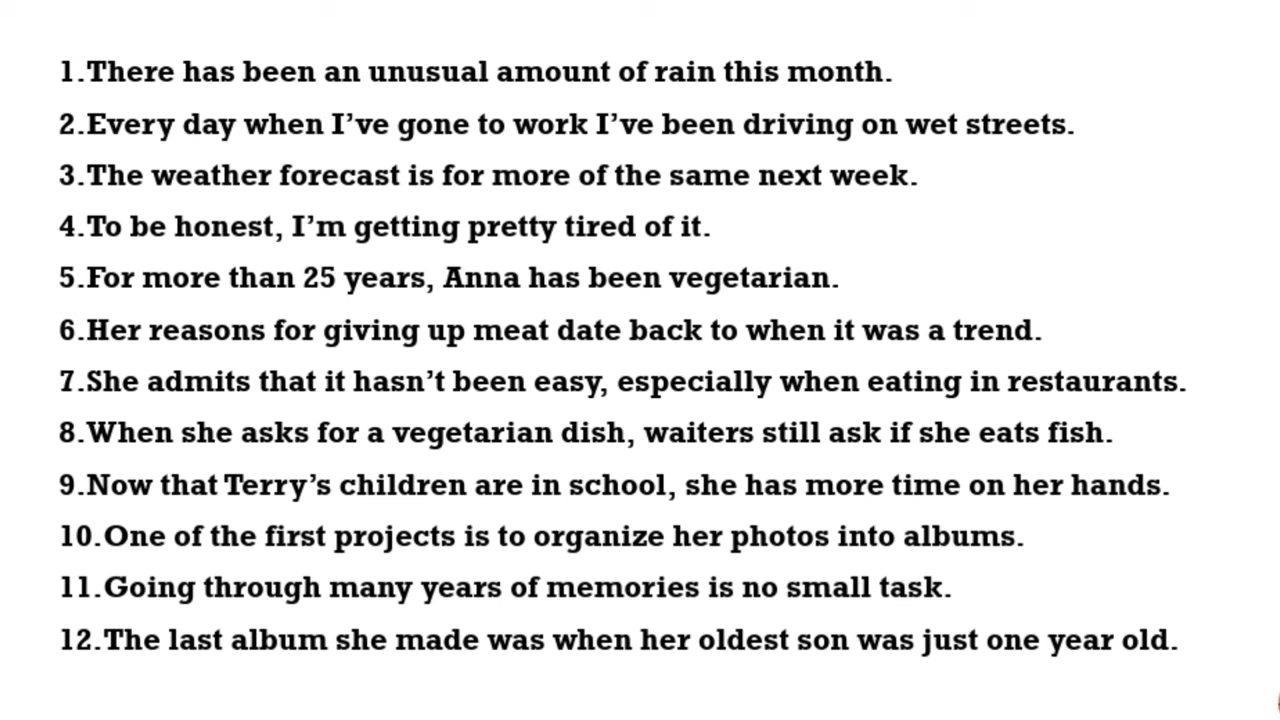 1.There has been an unusual amount of rain this month.
2.Every day when I’ve gone to work I’ve been driving on wet streets.
3.The weather forecast is for more of the same next week.
4.To be honest, I’m getting pretty tired of it.
5.For more than 25 years, Anna has been vegetarian.
6.Her reasons for giving up meat date back to when it was a trend.
7.She admits that it hasn’t been easy, especially when eating in restaurants.
8.When she asks for a vegetarian dish, waiters still ask if she eats fish.
9.Now that Terry’s children are in school, she has more time on her hands.
10.One of the first projects is to organize her photos into albums.
11.Going through many years of memories is no small task.
12.The last album she made was when her oldest son was just one year old.